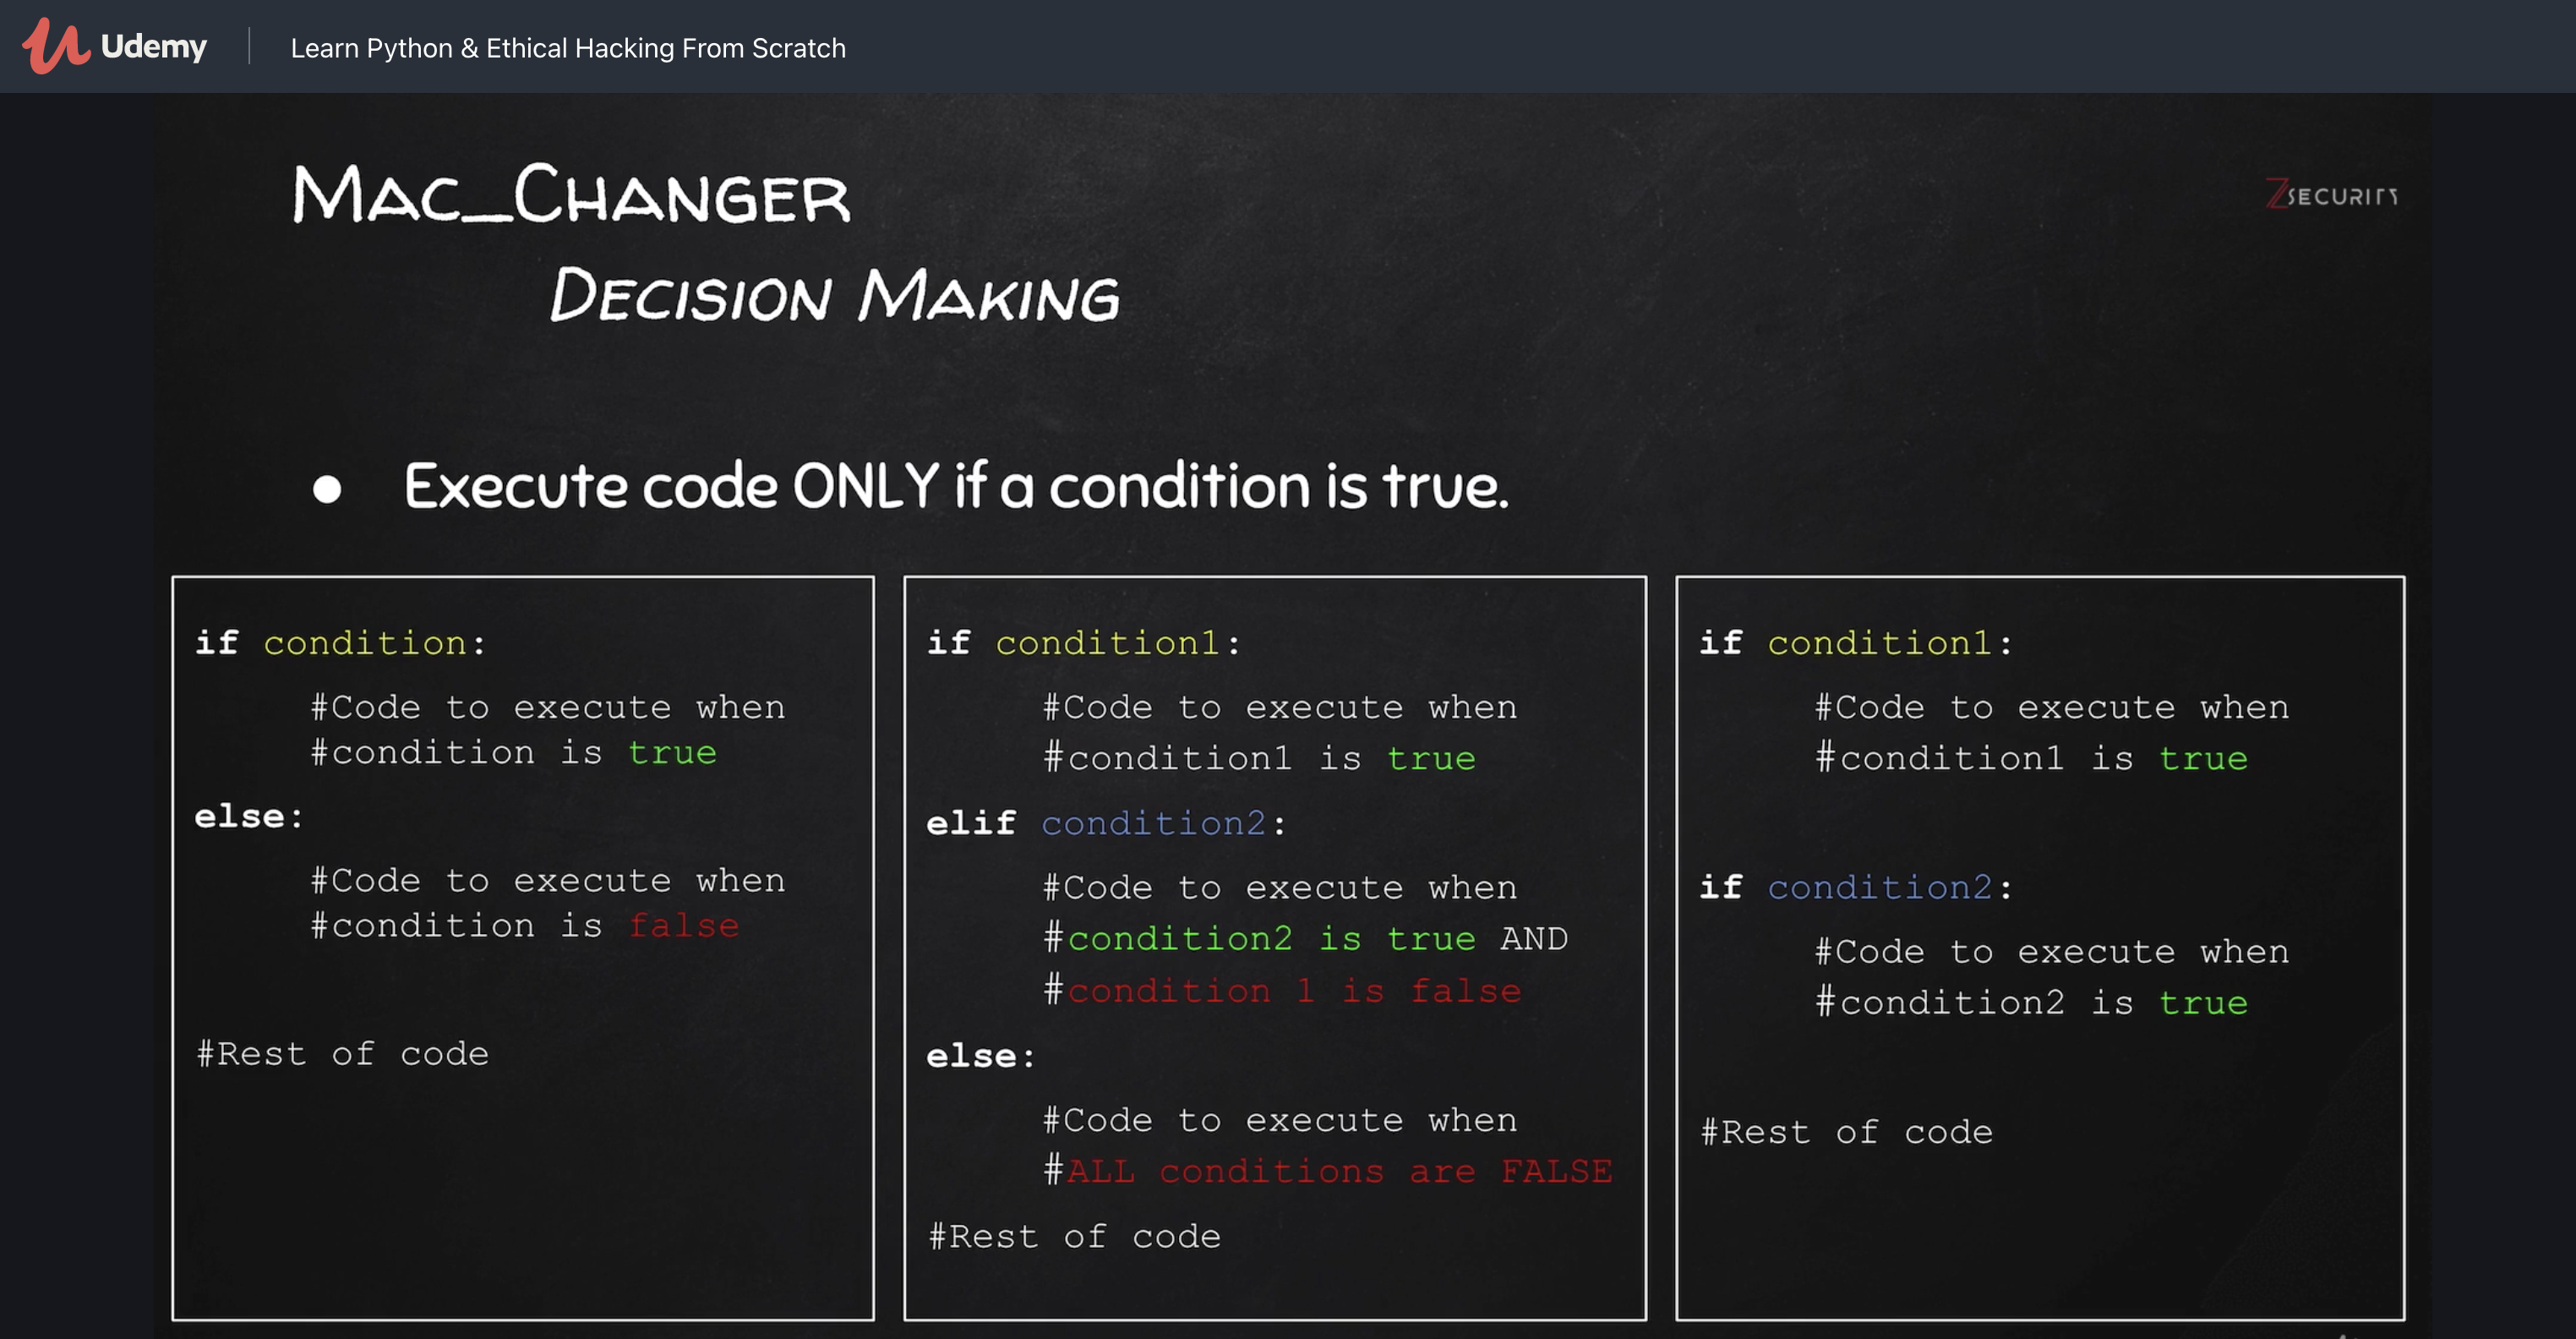 Udemy
Learn Python & Ethical Hacking From Scratch
MAC_CHANGER
ZSECURITY
DECISION MAKING
● Execute code ONLY if a condition is true.
if condition:
#Code to execute when
#condition is true
else:
#Code to execute when
#condition is false
#Rest of code
if condition1:
#Code to execute when
#condition1 is true
elif condition2:
#Code to execute when
#condition2 is true AND
#condition 1 is false
else:
#Code to execute when
#ALL conditions are FALSE
#Rest of code
if condition1:
#Code to execute when
#condition1 is true
if condition2:
#Code to execute when
#condition2 is true
#Rest of code